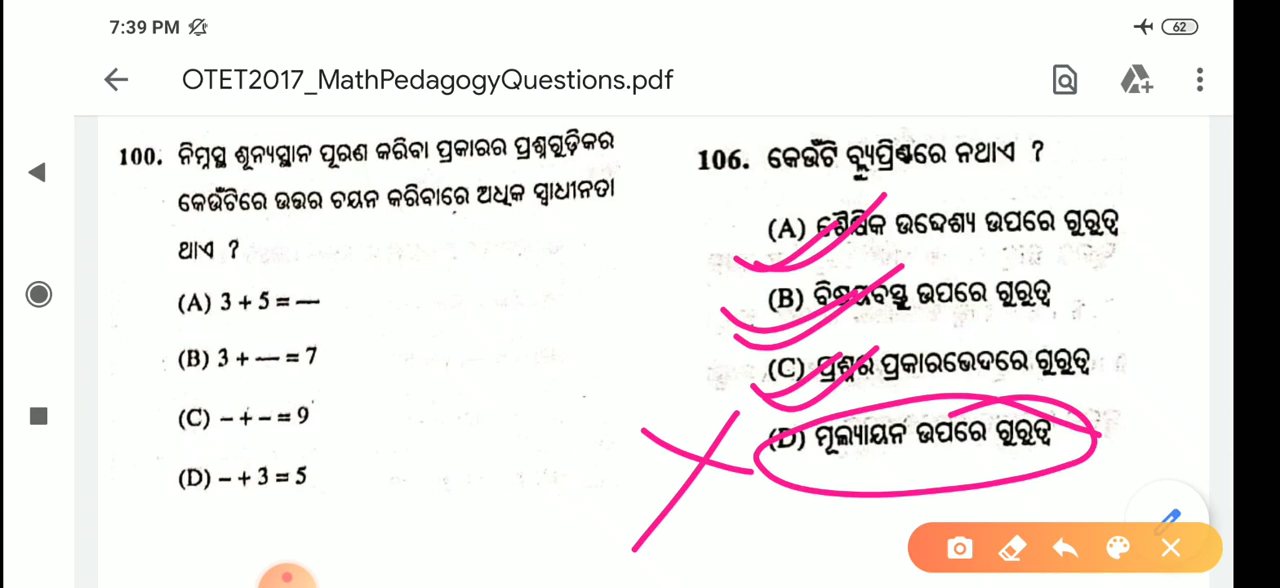 7:39 PM
62
OTET2017_MathPedagogyQuestions.pdf
100. ନିମ୍ନସ୍ଥ ଶୂନ୍ୟସ୍ଥାନ ପୂରଣ କରିବା ପ୍ରକାରର ପ୍ରଶ୍ନଗୁଡ଼ିକର
କେଉଁଟିରେ ଉତ୍ତର ଚୟନ କରିବାରେ ଅଧିକ ସ୍ୱାଧୀନତା
ଥାଏ ?
(A) 3 + 5 = —
(B) 3 + — = 7
(C) – + – = 9
(D) – + 3 = 5
106. କେଉଁଟି ବ୍ଲ୍ୟୁପ୍ରିଣ୍ଟରେ ନଥାଏ ?
(A) ଶୈକ୍ଷିକ ଉଦ୍ଦେଶ୍ୟ ଉପରେ ଗୁରୁତ୍ୱ
(B) ବିଷୟବସ୍ତୁ ଉପରେ ଗୁରୁତ୍ୱ
(C) ପ୍ରଶ୍ନର ପ୍ରକାରଭେଦରେ ଗୁରୁତ୍ୱ
(D) ମୂଲ୍ୟାୟନ ଉପରେ ଗୁରୁତ୍ୱ